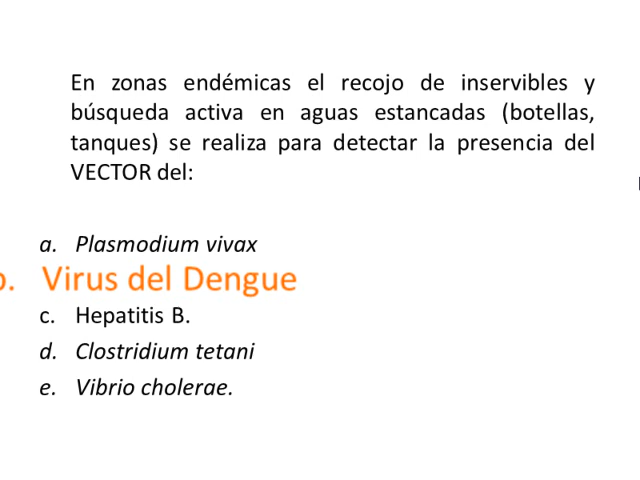 En zonas endémicas el recojo de inservibles y
búsqueda activa en aguas estancadas (botellas,
tanques) se realiza para detectar la presencia del
VECTOR del:
a. Plasmodium vivax
b. Virus del Dengue
c. Hepatitis B.
d. Clostridium tetani
e. Vibrio cholerae.